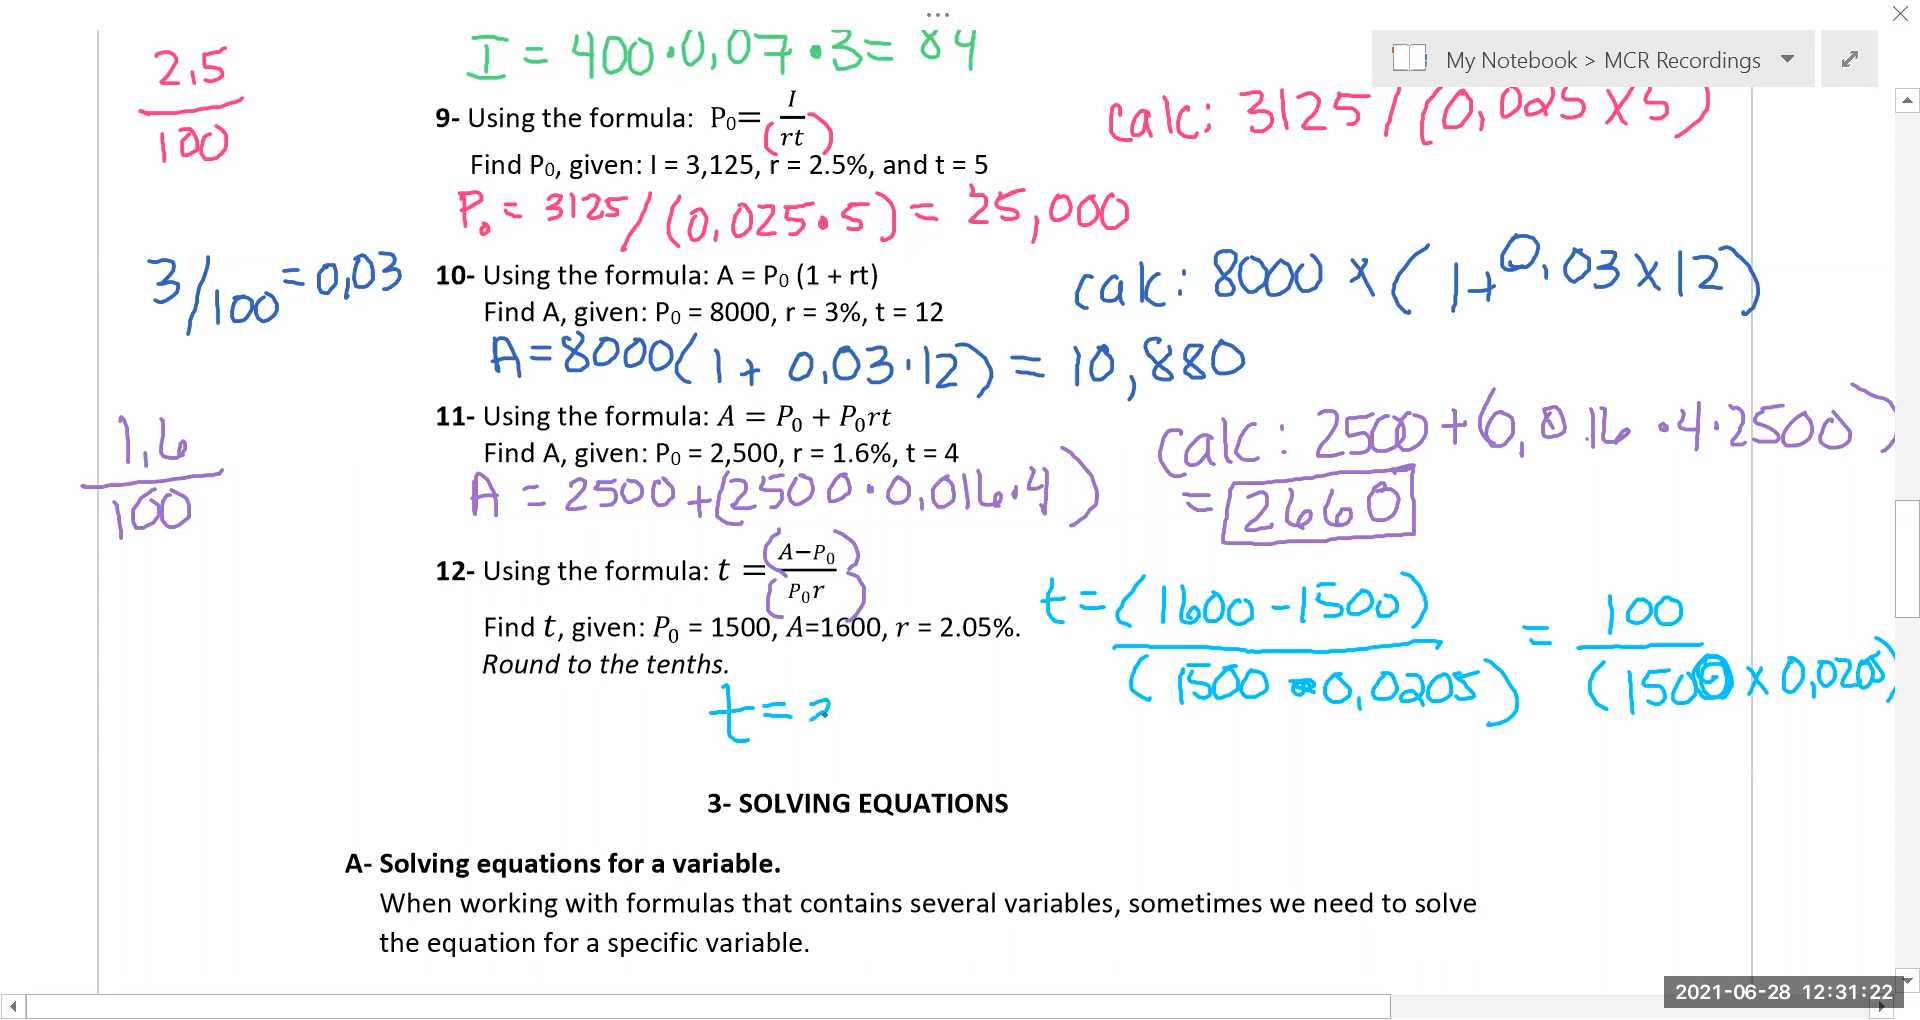 I = 400·0,07·3= 84
My Notebook > MCR Recordings
2,5
100
9- Using the formula: P₀= I
( rt )
calc: 3125/(0,025×5)
Find P₀, given: I = 3,125, r = 2.5%, and t = 5
P₀ = 3125/(0,025·5) = 25,000
3/100=0,03
10- Using the formula: A = P₀ (1 + rt)
calc: 8000 × (1+0,03×12)
Find A, given: P₀ = 8000, r = 3%, t = 12
A=8000(1+0,03·12) = 10,880
1,6
100
11- Using the formula: A = P₀ + P₀rt
calc: 2500+(0,016·4·2500)
Find A, given: P₀ = 2,500, r = 1.6%, t = 4
A = 2500+(2500·0,016·4)
= 2660
12- Using the formula: t = (A−P₀)
(P₀r)
t=(1600-1500) = 100
(1500 0,0205) (1500 × 0,0205)
Find t, given: P₀ = 1500, A=1600, r = 2.05%.
Round to the tenths.
t =
3- SOLVING EQUATIONS
A- Solving equations for a variable.
When working with formulas that contains several variables, sometimes we need to solve
the equation for a specific variable.
2021-06-28 12:31:22